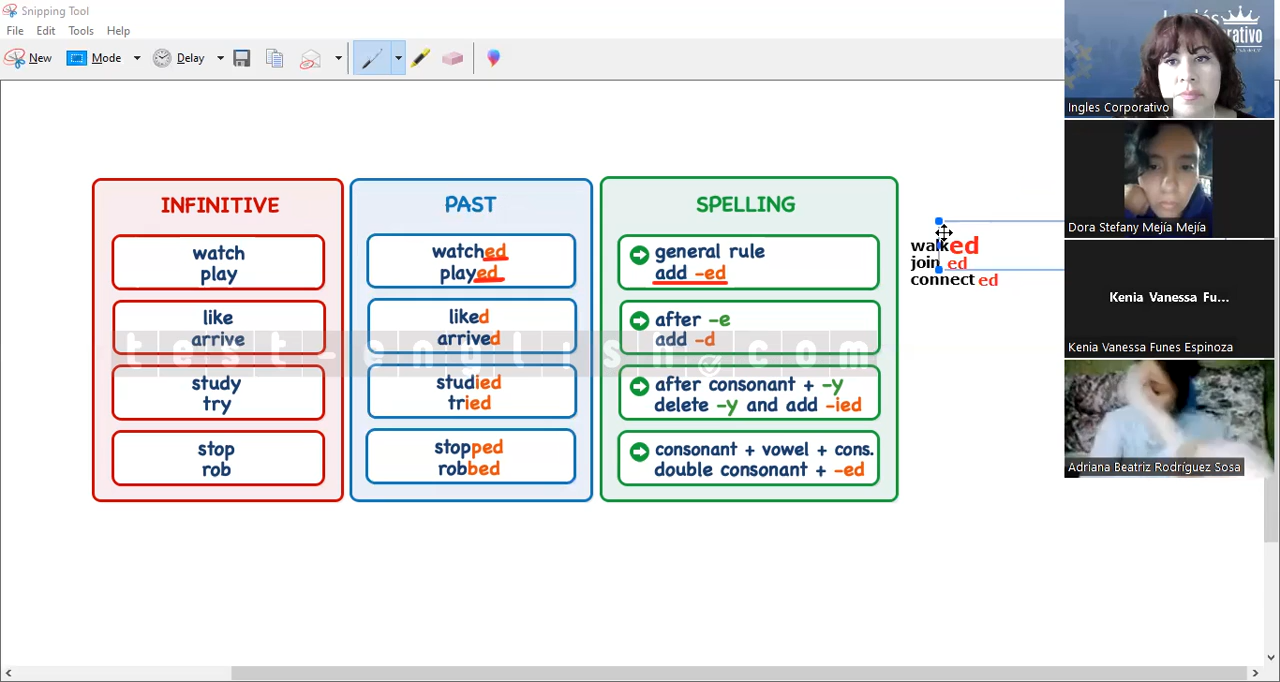 Snipping Tool
File Edit Tools Help
New Mode Delay
INFINITIVE
watch
play
like
arrive
study
try
stop
rob
PAST
watched
played
liked
arrived
studied
tried
stopped
robbed
SPELLING
general rule
add -ed
after -e
add -d
after consonant + -y
delete -y and add -ied
consonant + vowel + cons.
double consonant + -ed
test-english.com
walked
join ed
connect ed
Ingles Corporativo
Dora Stefany Mejía Mejía
Kenia Vanessa Fu...
Kenia Vanessa Funes Espinoza
Adriana Beatriz Rodríguez Sosa